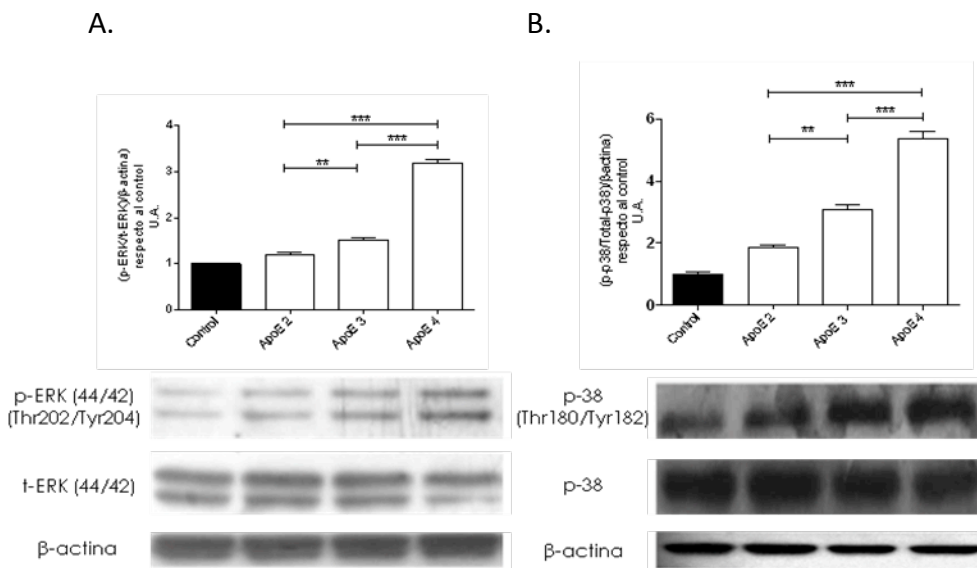 A.
B.
(p-ERK/t-ERK)/β-actina)
respecto al control
U.A.
4
3
2
1
0
***
***
**
Control
ApoE 2
ApoE 3
ApoE 4
(p-p38/Total-p38)/βactina)
respecto al control
U.A.
6
4
2
0
***
***
**
Control
ApoE 2
ApoE 3
ApoE 4
p-ERK (44/42)
(Thr202/Tyr204)
t-ERK (44/42)
β-actina
p-38
(Thr180/Tyr182)
p-38
β-actina